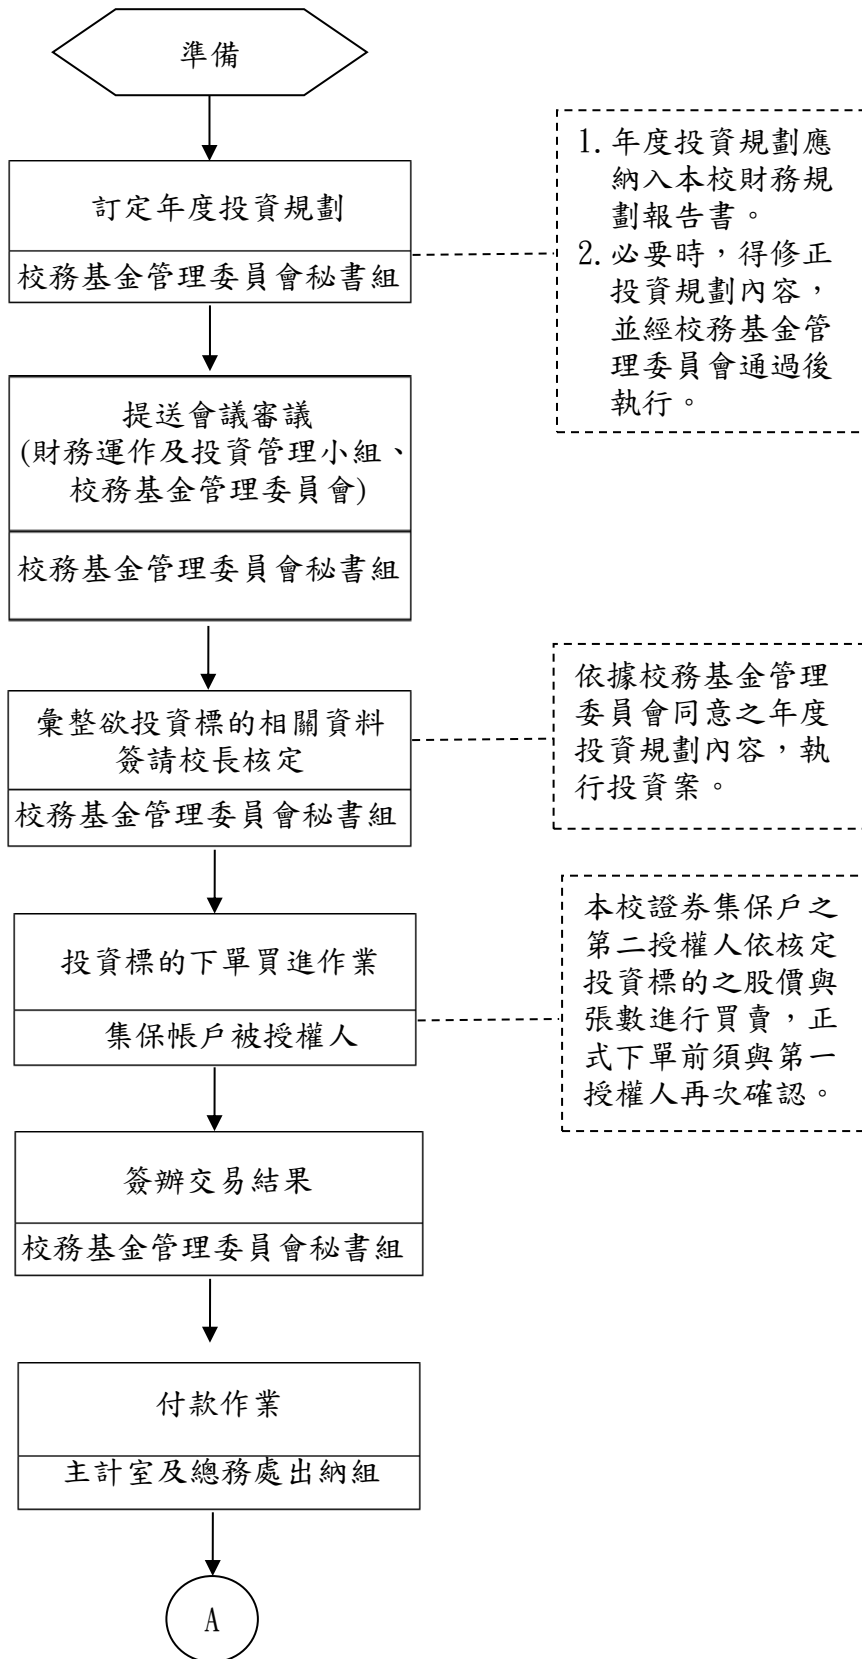 準備
訂定年度投資規劃
校務基金管理委員會秘書組
1. 年度投資規劃應
納入本校財務規
劃報告書。
2. 必要時，得修正
投資規劃內容，
並經校務基金管
理委員會通過後
執行。
提送會議審議
(財務運作及投資管理小組、
校務基金管理委員會)
校務基金管理委員會秘書組
彙整欲投資標的相關資料
簽請校長核定
校務基金管理委員會秘書組
依據校務基金管理
委員會同意之年度
投資規劃內容，執
行投資案。
投資標的下單買進作業
集保帳戶被授權人
本校證券集保戶之
第二授權人依核定
投資標的之股價與
張數進行買賣，正
式下單前須與第一
授權人再次確認。
簽辦交易結果
校務基金管理委員會秘書組
付款作業
主計室及總務處出納組
A